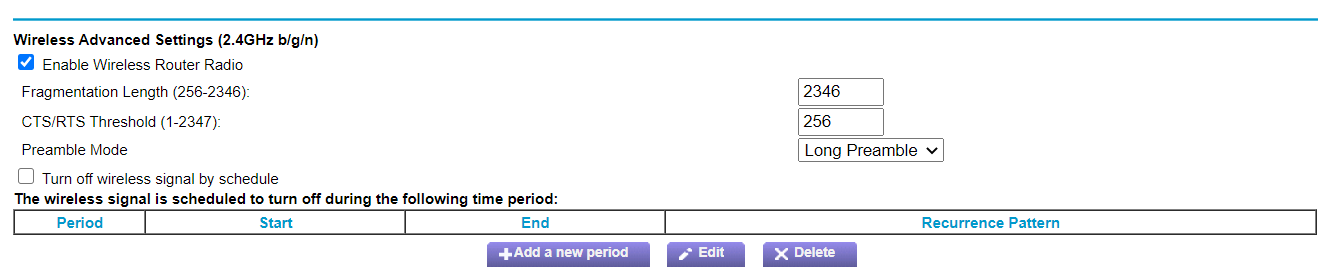 Wireless Advanced Settings (2.4GHz b/g/n)
Enable Wireless Router Radio
Fragmentation Length (256-2346): 2346
CTS/RTS Threshold (1-2347): 256
Preamble Mode Long Preamble
Turn off wireless signal by schedule
The wireless signal is scheduled to turn off during the following time period:
Period Start End Recurrence Pattern
Add a new period Edit Delete